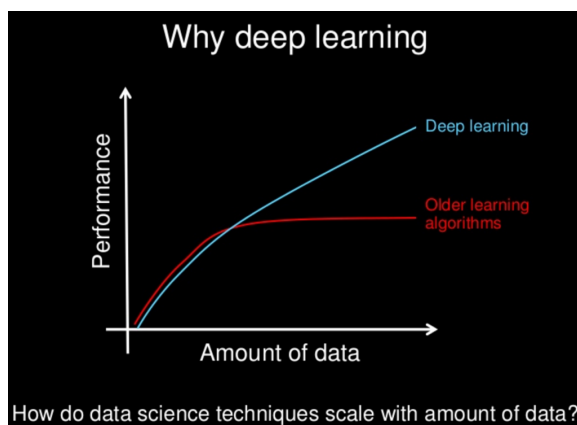 Why deep learning
Performance
Deep learning
Older learning
algorithms
Amount of data
How do data science techniques scale with amount of data?